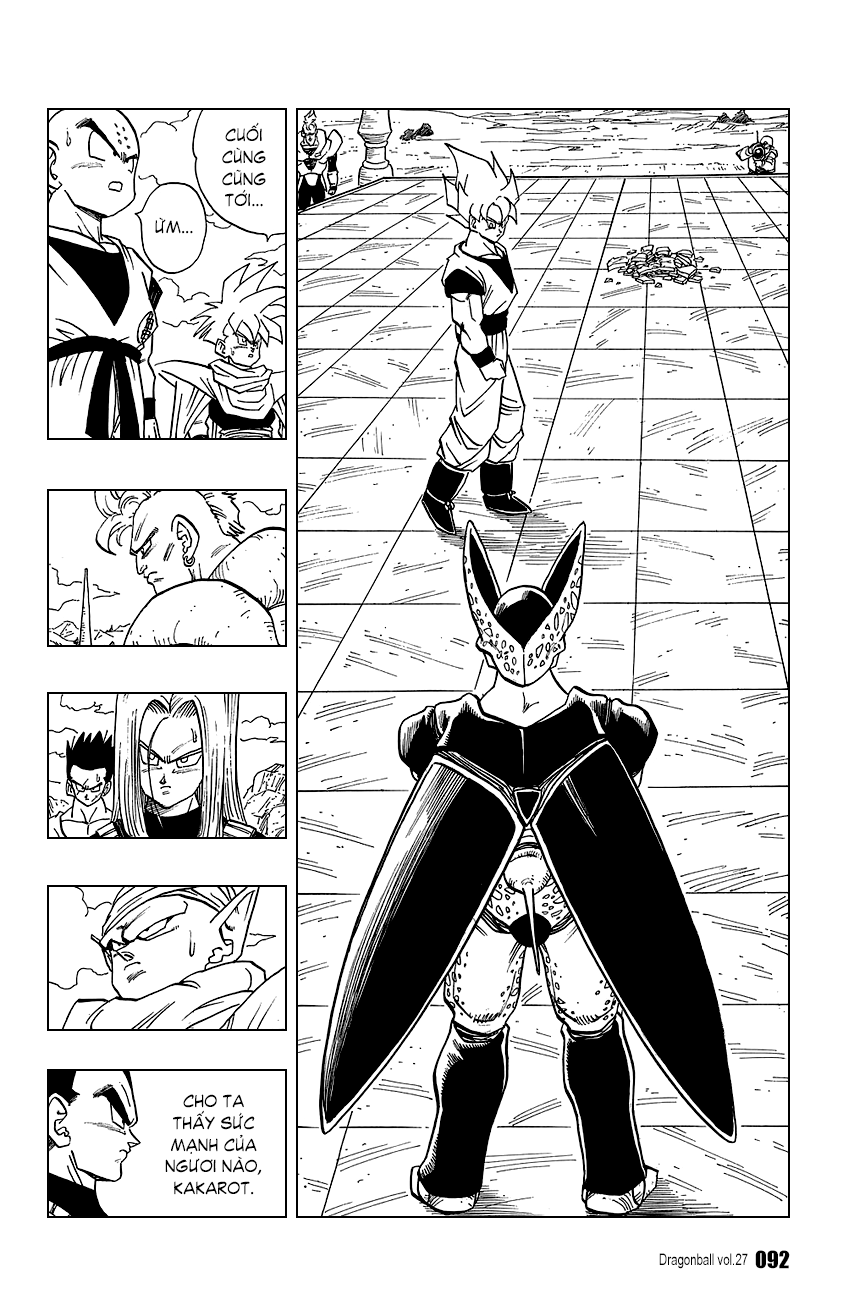 CUỐI
CÙNG
CŨNG
TỚI...
ỪM...
CHO TA
THẤY SỨC
MẠNH CỦA
NGƯƠI NÀO,
KAKAROT.
Dragonball vol.27 092